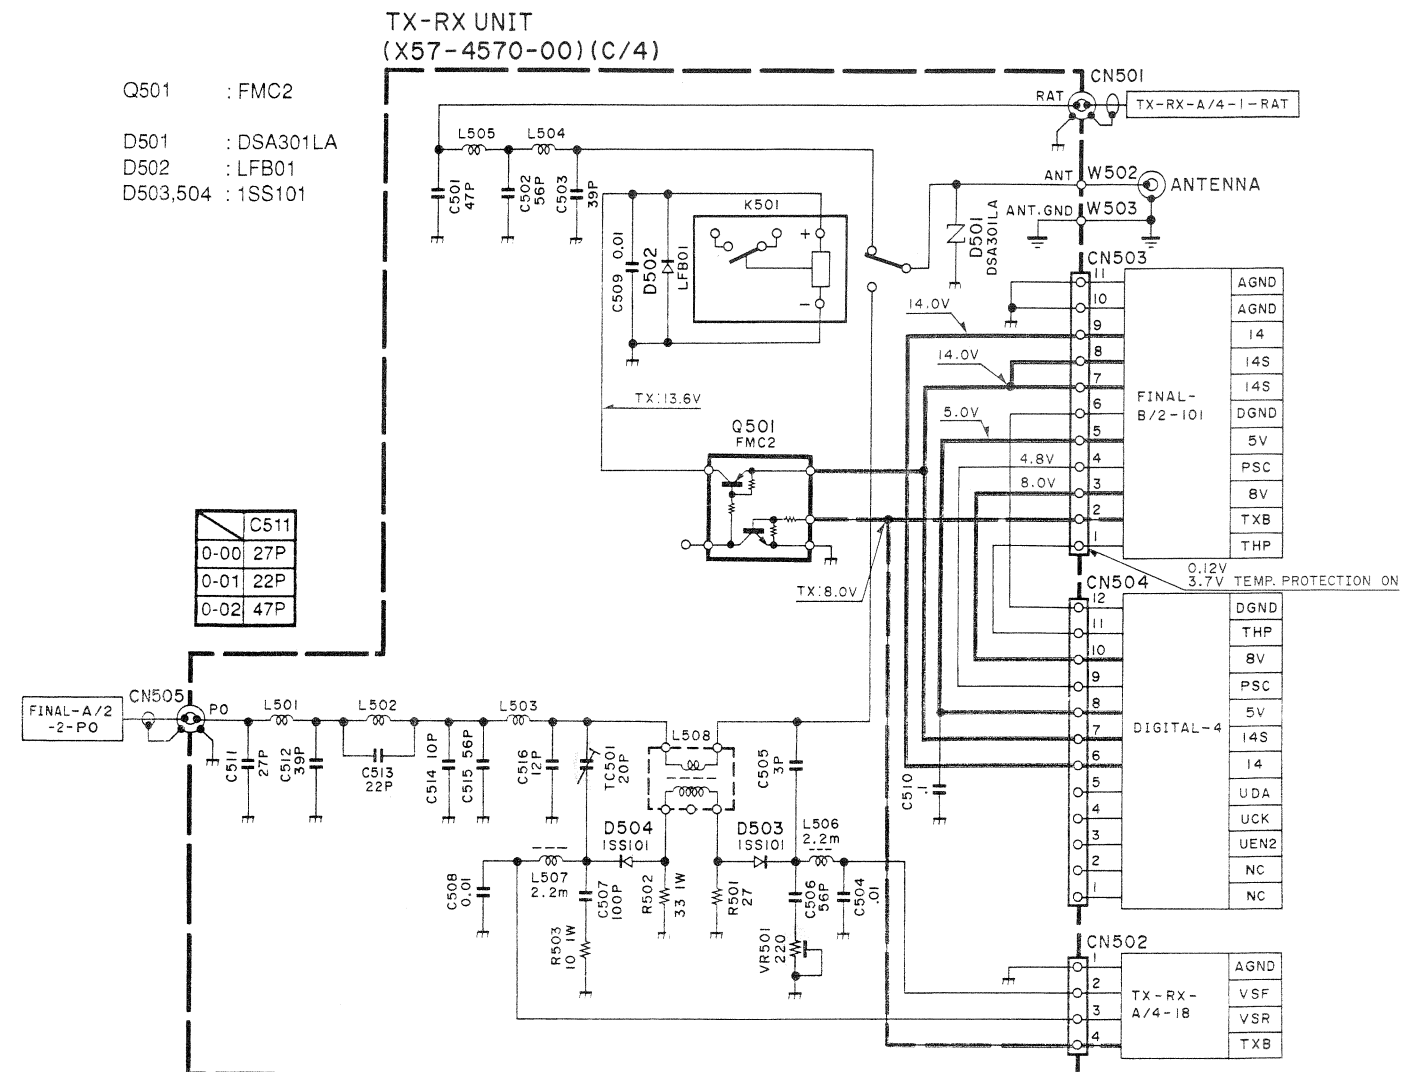 TX-RX UNIT
(X57-4570-00)(C/4)
Q501 : FMC2
D501 : DSA301LA
D502 : LFB01
D503,504 : 1SS101
CN501
RAT
TX-RX-A/4-1-RAT
L505
L504
C501
47P
C502
56P
C503
39P
ANT
W502
ANTENNA
ANT.GND
W503
K501
+
-
C509 0.01
D502
LFB01
D501
DSA301LA
CN503
11
10
9
8
7
6
5
4
3
2
1
AGND
AGND
14
14S
14S
DGND
5V
PSC
8V
TXB
THP
FINAL-
B/2-101
14.0V
14.0V
5.0V
4.8V
8.0V
TX:13.6V
Q501
FMC2
TX:8.0V
0.12V
3.7V TEMP. PROTECTION ON
C511
0-00 27P
0-01 22P
0-02 47P
CN504
12
11
10
9
8
7
6
5
4
3
2
1
DGND
THP
8V
PSC
5V
14S
14
UDA
UCK
UEN2
NC
NC
DIGITAL-4
FINAL-A/2
-2-PO
CN505
PO
L501
L502
L503
L508
C511
27P
C512
39P
C513
22P
C514 10P
C515 56P
C516
12P
TC501
20P
C505
3P
C510
.1
D504
1SS101
D503
1SS101
L506
2.2m
L507
2.2m
C508
0.01
C507
100P
R502
33 1W
R501
27
C506
56P
C504
.01
R503
10 1W
VR501
220
CN502
1
2
3
4
AGND
VSF
VSR
TXB
TX-RX-
A/4-18